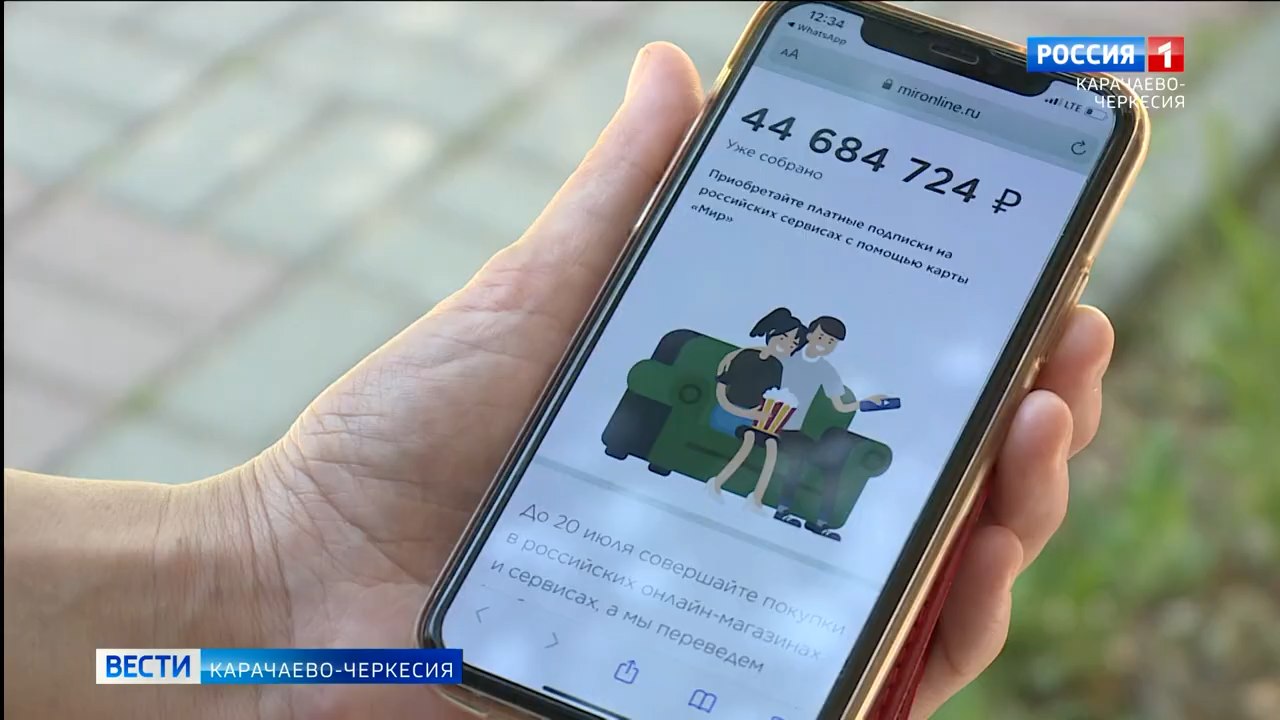 12:34
WhatsApp
РОССИЯ 1
КАРАЧАЕВО-
ЧЕРКЕСИЯ
LTE
AA
mironline.ru
44 684 724 ₽
Уже собрано
Приобретайте платные подписки на
российских сервисах с помощью карты
«Мир»
До 20 июля совершайте покупки
в российских онлайн-магазинах
и сервисах, а мы переведем
ВЕСТИ КАРАЧАЕВО-ЧЕРКЕСИЯ